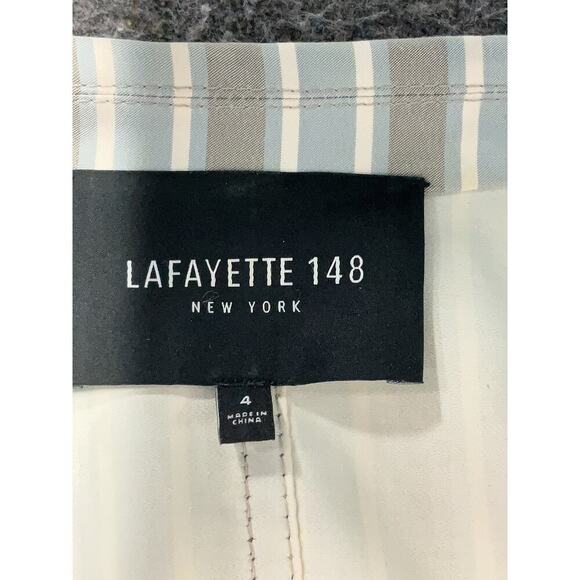 LAFAYETTE 148
NEW YORK
4
MADE IN
CHINA